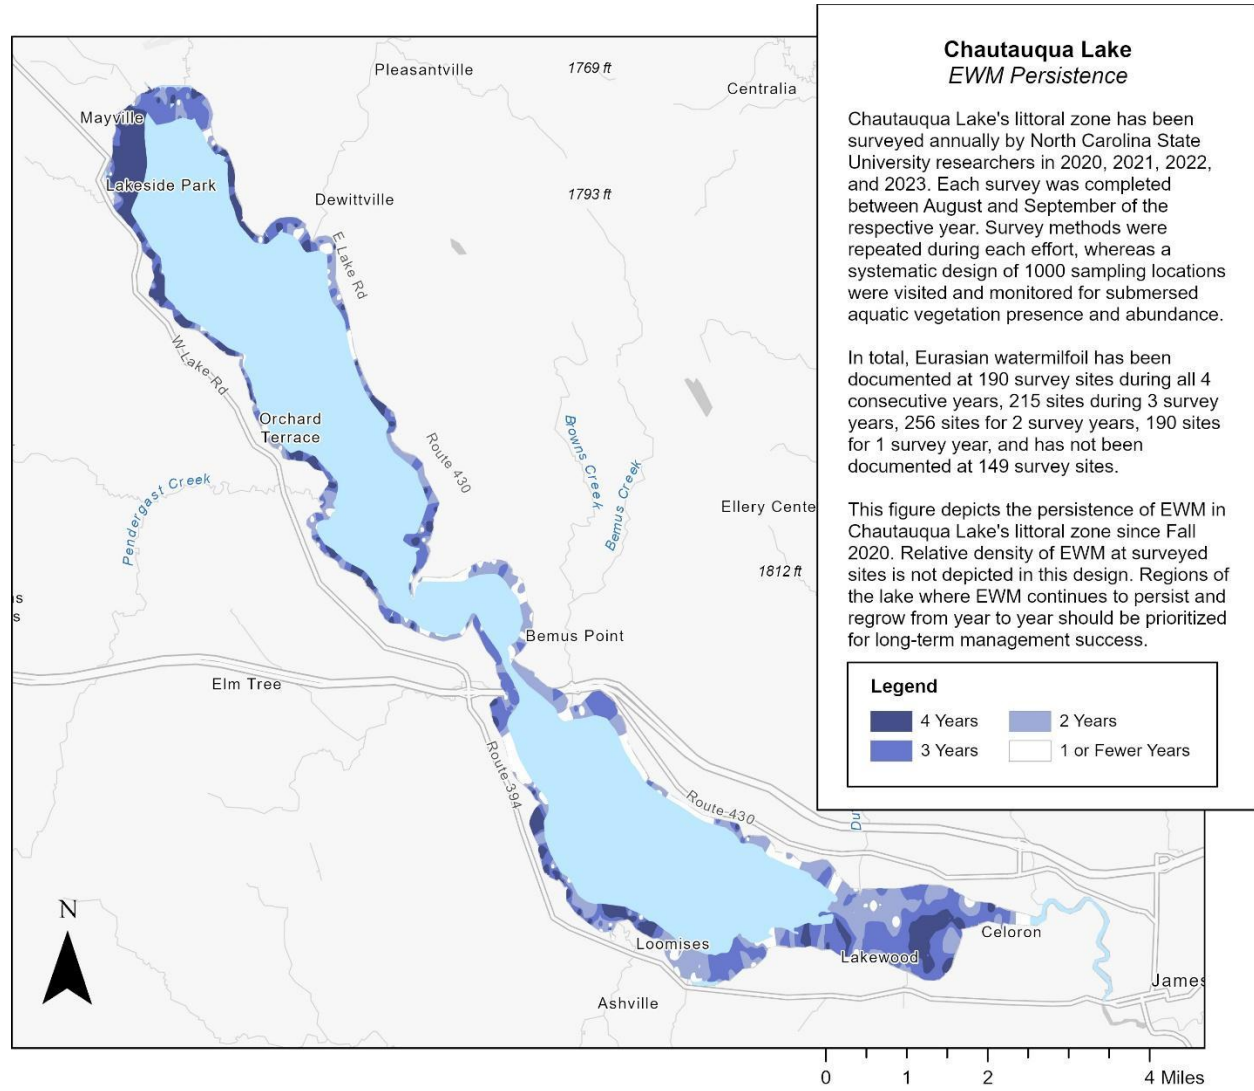 Chautauqua Lake
EWM Persistence
Chautauqua Lake's littoral zone has been
surveyed annually by North Carolina State
University researchers in 2020, 2021, 2022,
and 2023. Each survey was completed
between August and September of the
respective year. Survey methods were
repeated during each effort, whereas a
systematic design of 1000 sampling locations
were visited and monitored for submersed
aquatic vegetation presence and abundance.
In total, Eurasian watermilfoil has been
documented at 190 survey sites during all 4
consecutive years, 215 sites during 3 survey
years, 256 sites for 2 survey years, 190 sites
for 1 survey year, and has not been
documented at 149 survey sites.
This figure depicts the persistence of EWM in
Chautauqua Lake's littoral zone since Fall
2020. Relative density of EWM at surveyed
sites is not depicted in this design. Regions of
the lake where EWM continues to persist and
regrow from year to year should be prioritized
for long-term management success.
Legend
4 Years
2 Years
3 Years
1 or Fewer Years
Pleasantville
1769 ft
Centralia
Mayville
Lakeside Park
Dewittville
1793 ft
E Lake Rd
W Lake Rd
Orchard
Terrace
Route 430
Browns Creek
Bemus Creek
Pendergast Creek
Ellery Cente
1812 ft
s
s
Bemus Point
Elm Tree
Route 394
Route 430
Du
N
Loomises
Lakewood
Celoron
Ashville
James
0
1
2
4 Miles